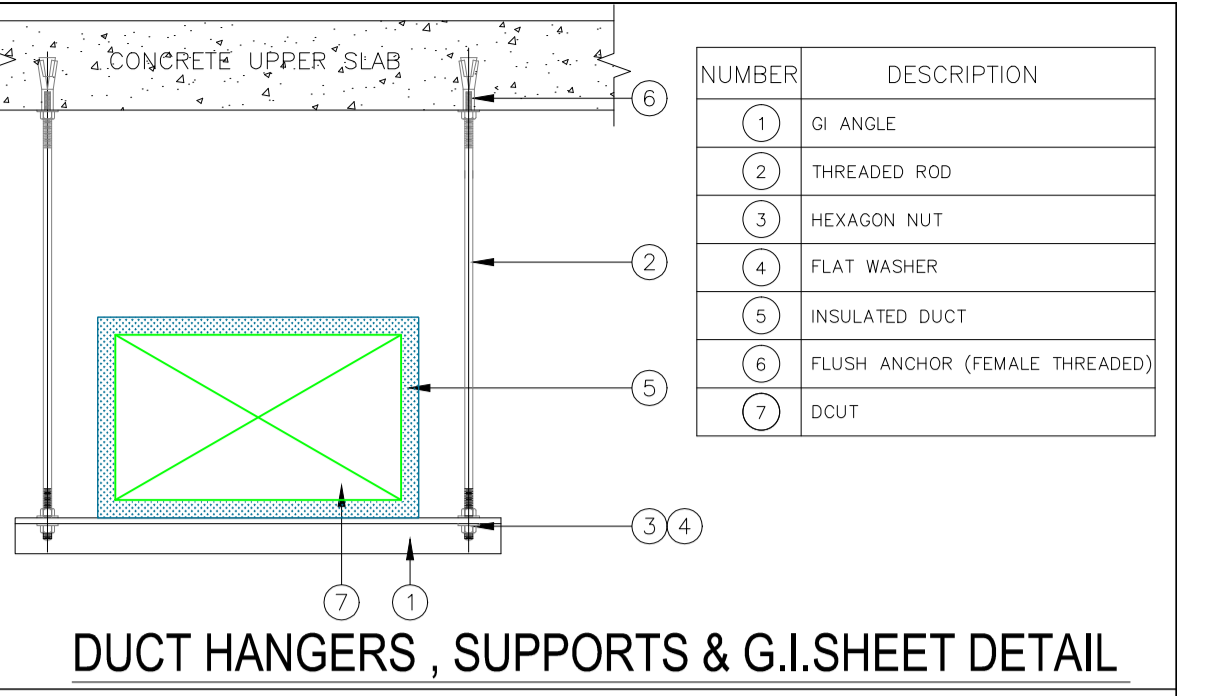 CONCRETE UPPER SLAB
6
2
5
3 4
7 1
NUMBER DESCRIPTION
1 GI ANGLE
2 THREADED ROD
3 HEXAGON NUT
4 FLAT WASHER
5 INSULATED DUCT
6 FLUSH ANCHOR (FEMALE THREADED)
7 DCUT
DUCT HANGERS , SUPPORTS & G.I.SHEET DETAIL